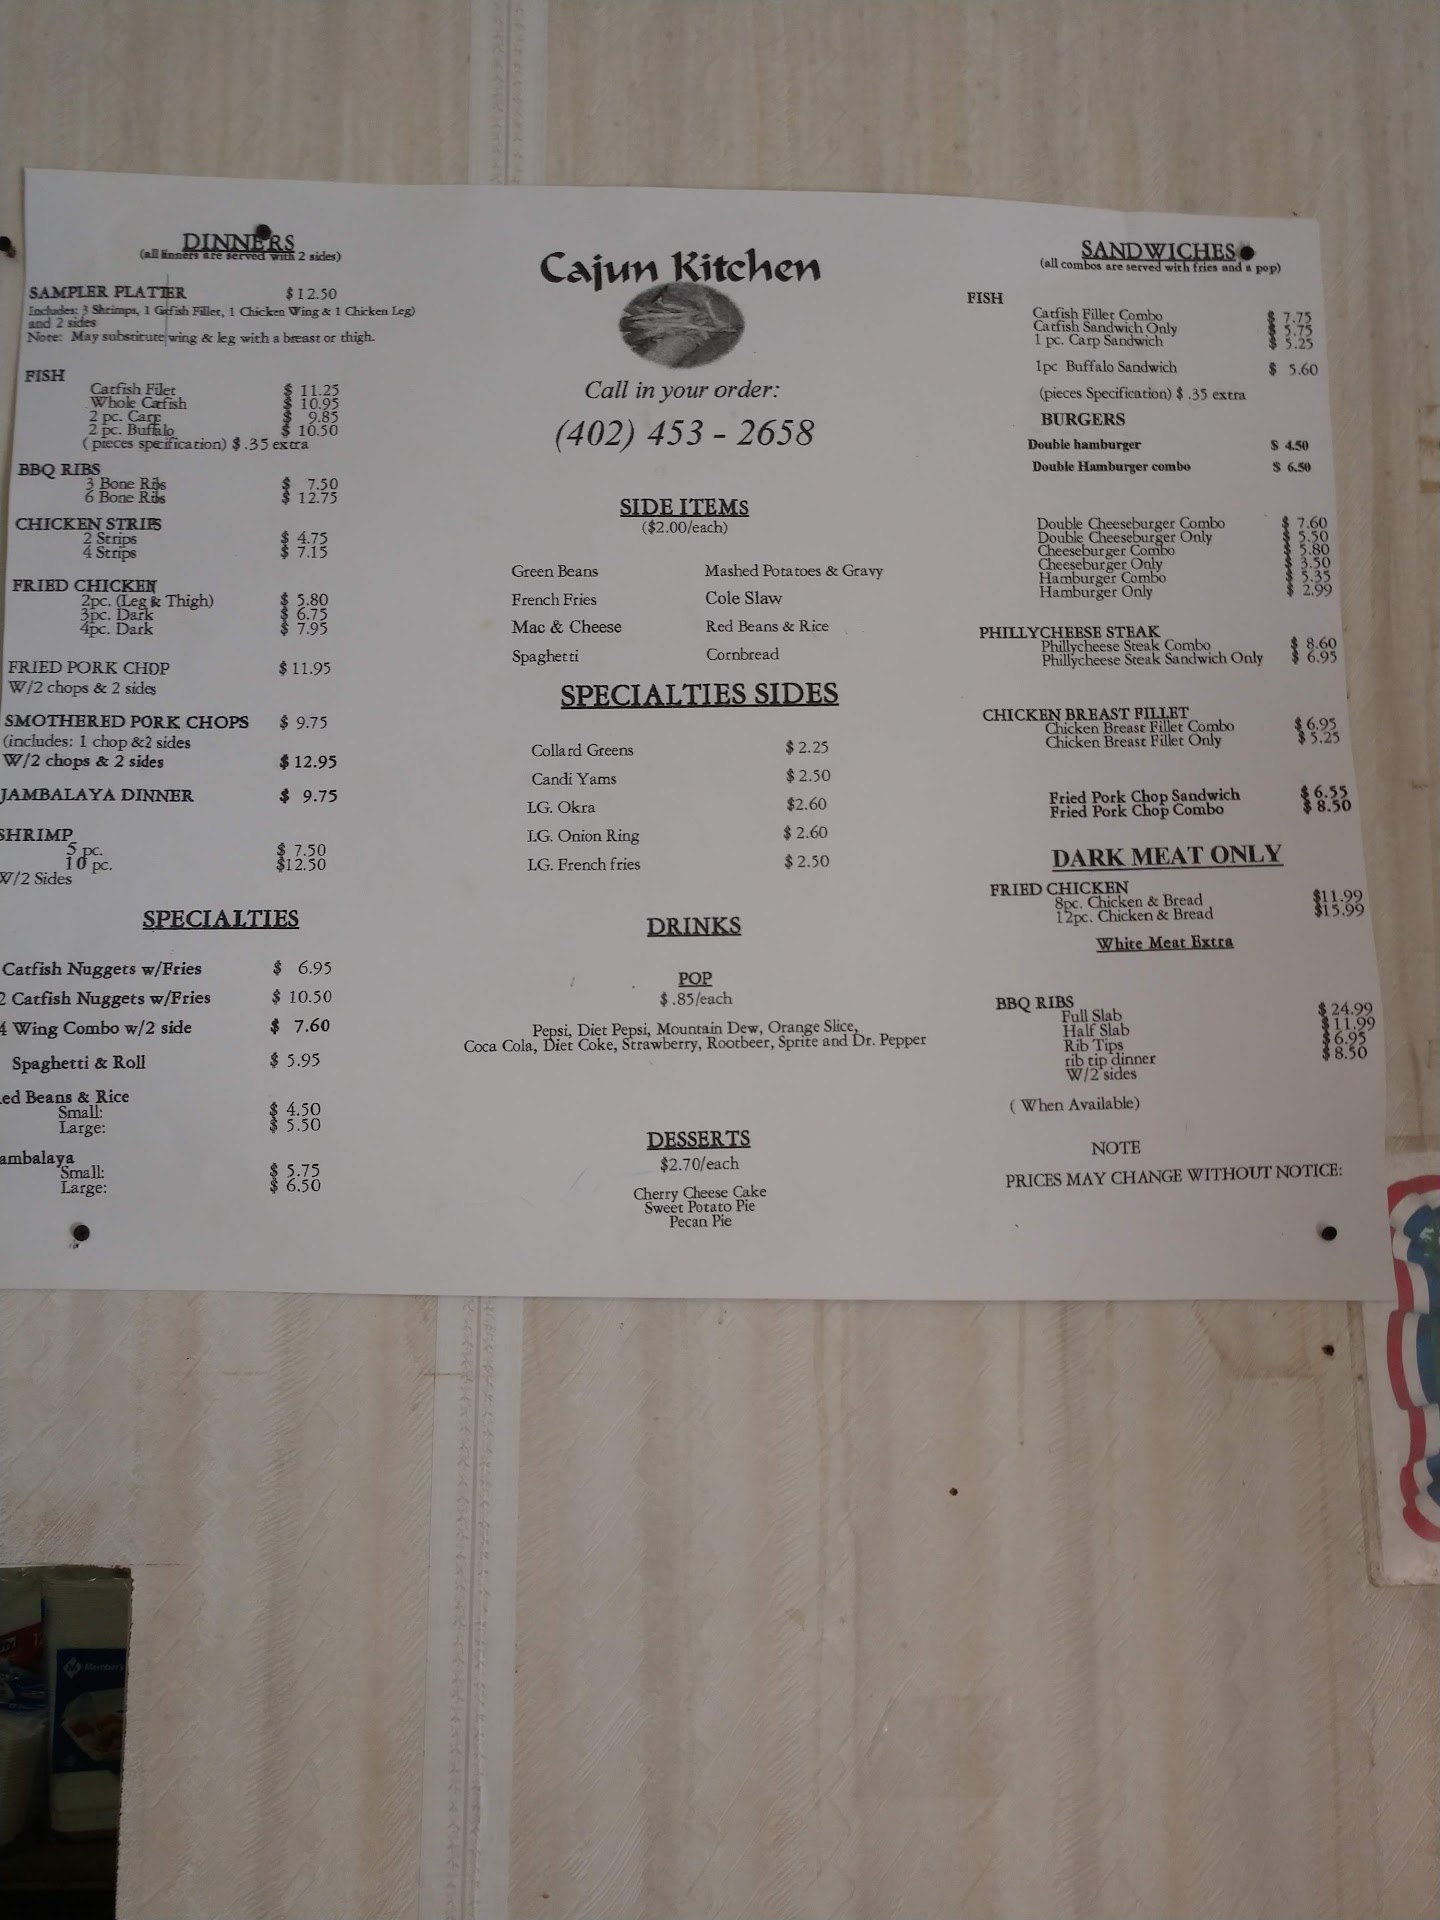 DINNERS
(all dinners are served with 2 sides)
SAMPLER PLATTER $12.50
Includes: 3 Shrimps, 1 Catfish Fillet, 1 Chicken Wing & 1 Chicken Leg)
and 2 sides
Note: May substitute wing & leg with a breast or thigh.
FISH
Catfish Filet $ 11.25
Whole Catfish $ 10.95
2 pc. Carp $ 9.85
2 pc. Buffalo $ 10.50
( pieces specification) $ .35 extra
BBQ RIBS
3 Bone Ribs $ 7.50
6 Bone Ribs $ 12.75
CHICKEN STRIPS
2 Strips $ 4.75
4 Strips $ 7.15
FRIED CHICKEN
2pc. (Leg & Thigh) $ 5.80
3pc. Dark $ 6.75
4pc. Dark $ 7.95
FRIED PORK CHOP $ 11.95
W/2 chops & 2 sides
SMOTHERED PORK CHOPS $ 9.75
(includes: 1 chop &2 sides
W/2 chops & 2 sides $ 12.95
JAMBALAYA DINNER $ 9.75
SHRIMP
5 pc. $ 7.50
10 pc. $12.50
W/2 Sides
SPECIALTIES
Catfish Nuggets w/Fries $ 6.95
2 Catfish Nuggets w/Fries $ 10.50
4 Wing Combo w/2 side $ 7.60
Spaghetti & Roll $ 5.95
ed Beans & Rice
Small: $ 4.50
Large: $ 5.50
ambalaya
Small: $ 5.75
Large: $ 6.50
Cajun Kitchen
Call in your order:
(402) 453 - 2658
SIDE ITEMS
($2.00/each)
Green Beans Mashed Potatoes & Gravy
French Fries Cole Slaw
Mac & Cheese Red Beans & Rice
Spaghetti Cornbread
SPECIALTIES SIDES
Collard Greens $ 2.25
Candi Yams $ 2.50
LG. Okra $2.60
LG. Onion Ring $ 2.60
LG. French fries $ 2.50
DRINKS
POP
$ .85/each
Pepsi, Diet Pepsi, Mountain Dew, Orange Slice,
Coca Cola, Diet Coke, Strawberry, Rootbeer, Sprite and Dr. Pepper
DESSERTS
$2.70/each
Cherry Cheese Cake
Sweet Potato Pie
Pecan Pie
SANDWICHES
(all combos are served with fries and a pop)
FISH
Catfish Fillet Combo $ 7.75
Catfish Sandwich Only $ 5.75
1 pc. Carp Sandwich $ 5.25
1pc Buffalo Sandwich $ 5.60
(pieces Specification) $ .35 extra
BURGERS
Double hamburger $ 4.50
Double Hamburger combo $ 6.50
Double Cheeseburger Combo $ 7.60
Double Cheeseburger Only $ 5.50
Cheeseburger Combo $ 5.80
Cheeseburger Only $ 3.50
Hamburger Combo $ 5.35
Hamburger Only $ 2.99
PHILLYCHEESE STEAK
Phillycheese Steak Combo $ 8.60
Phillycheese Steak Sandwich Only $ 6.95
CHICKEN BREAST FILLET
Chicken Breast Fillet Combo $ 6.95
Chicken Breast Fillet Only $ 5.25
Fried Pork Chop Sandwich $ 6.55
Fried Pork Chop Combo $ 8.50
DARK MEAT ONLY
FRIED CHICKEN
8pc. Chicken & Bread $11.99
12pc. Chicken & Bread $15.99
White Meat Extra
BBQ RIBS
Full Slab $ 24.99
Half Slab $ 11.99
Rib Tips $ 6.95
rib tip dinner $ 8.50
W/2 sides
( When Available)
NOTE
PRICES MAY CHANGE WITHOUT NOTICE:
Member's